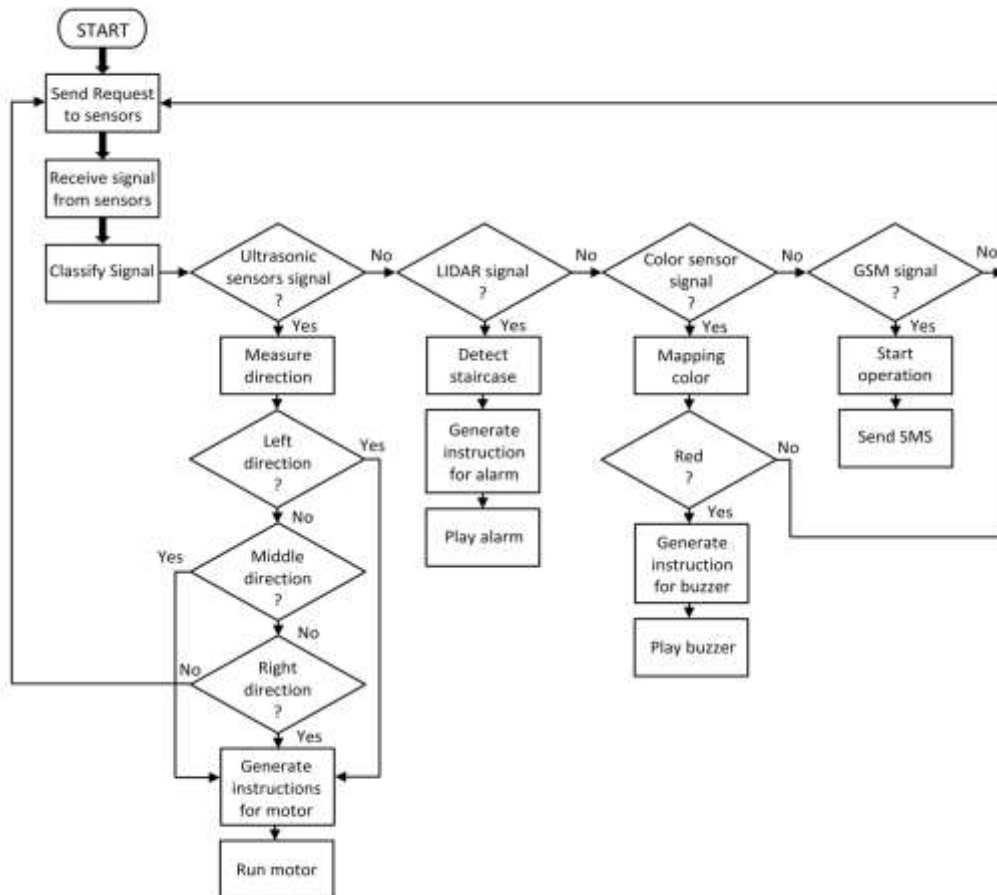 START
Send Request
to sensors
Receive signal
from sensors
Classify Signal
Ultrasonic
sensors signal
?
No
Yes
LIDAR signal
?
No
Yes
Color sensor
signal
?
No
Yes
GSM signal
?
No
Yes
Measure
direction
Left
direction
?
Yes
No
Middle
direction
?
Yes
No
Right
direction
?
No
Yes
Generate
instructions
for motor
Run motor
Detect
staircase
Generate
instruction
for alarm
Play alarm
Mapping
color
Red
?
No
Yes
Generate
instruction
for buzzer
Play buzzer
Start
operation
Send SMS